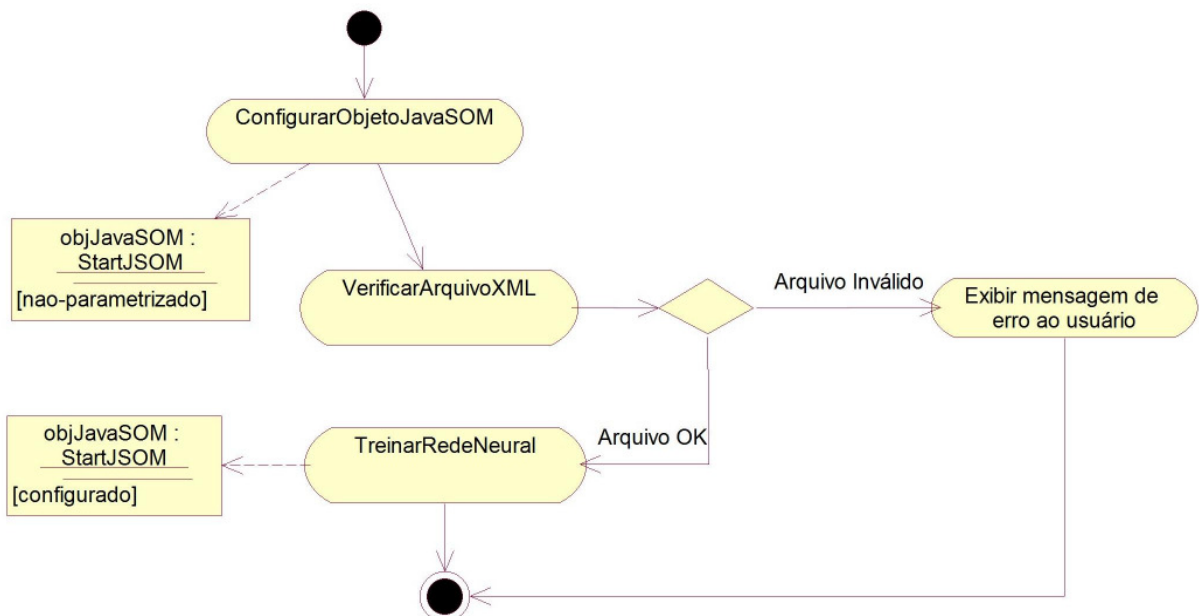 ConfigurarObjetoJavaSOM
objJavaSOM :
StartJSOM
[nao-parametrizado]
VerificarArquivoXML
Arquivo Inválido
Exibir mensagem de
erro ao usuário
objJavaSOM :
StartJSOM
[configurado]
TreinarRedeNeural
Arquivo OK